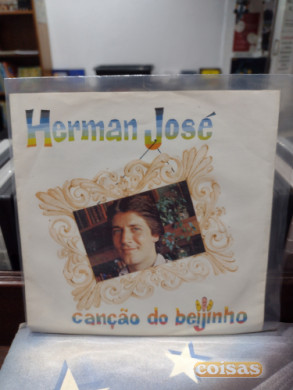 Herman José
canção do beijinho
coisas